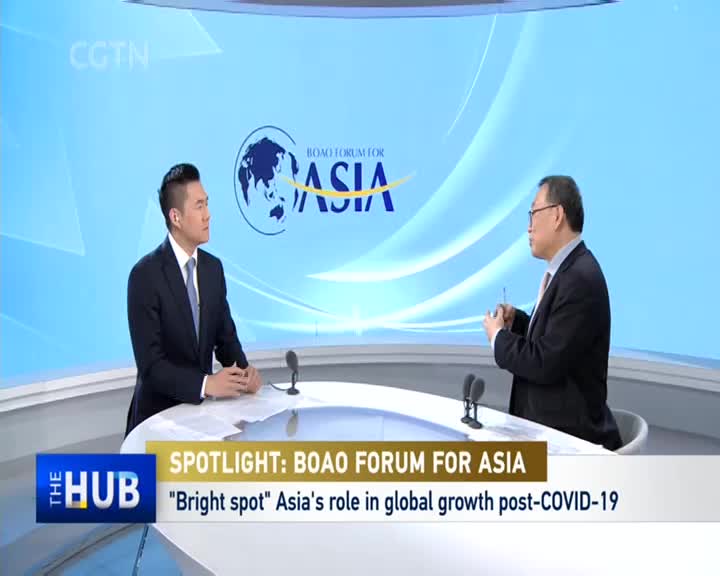 CGTN
BOAO FORUM FOR
ASIA
THE HUB
SPOTLIGHT: BOAO FORUM FOR ASIA
"Bright spot" Asia's role in global growth post-COVID-19